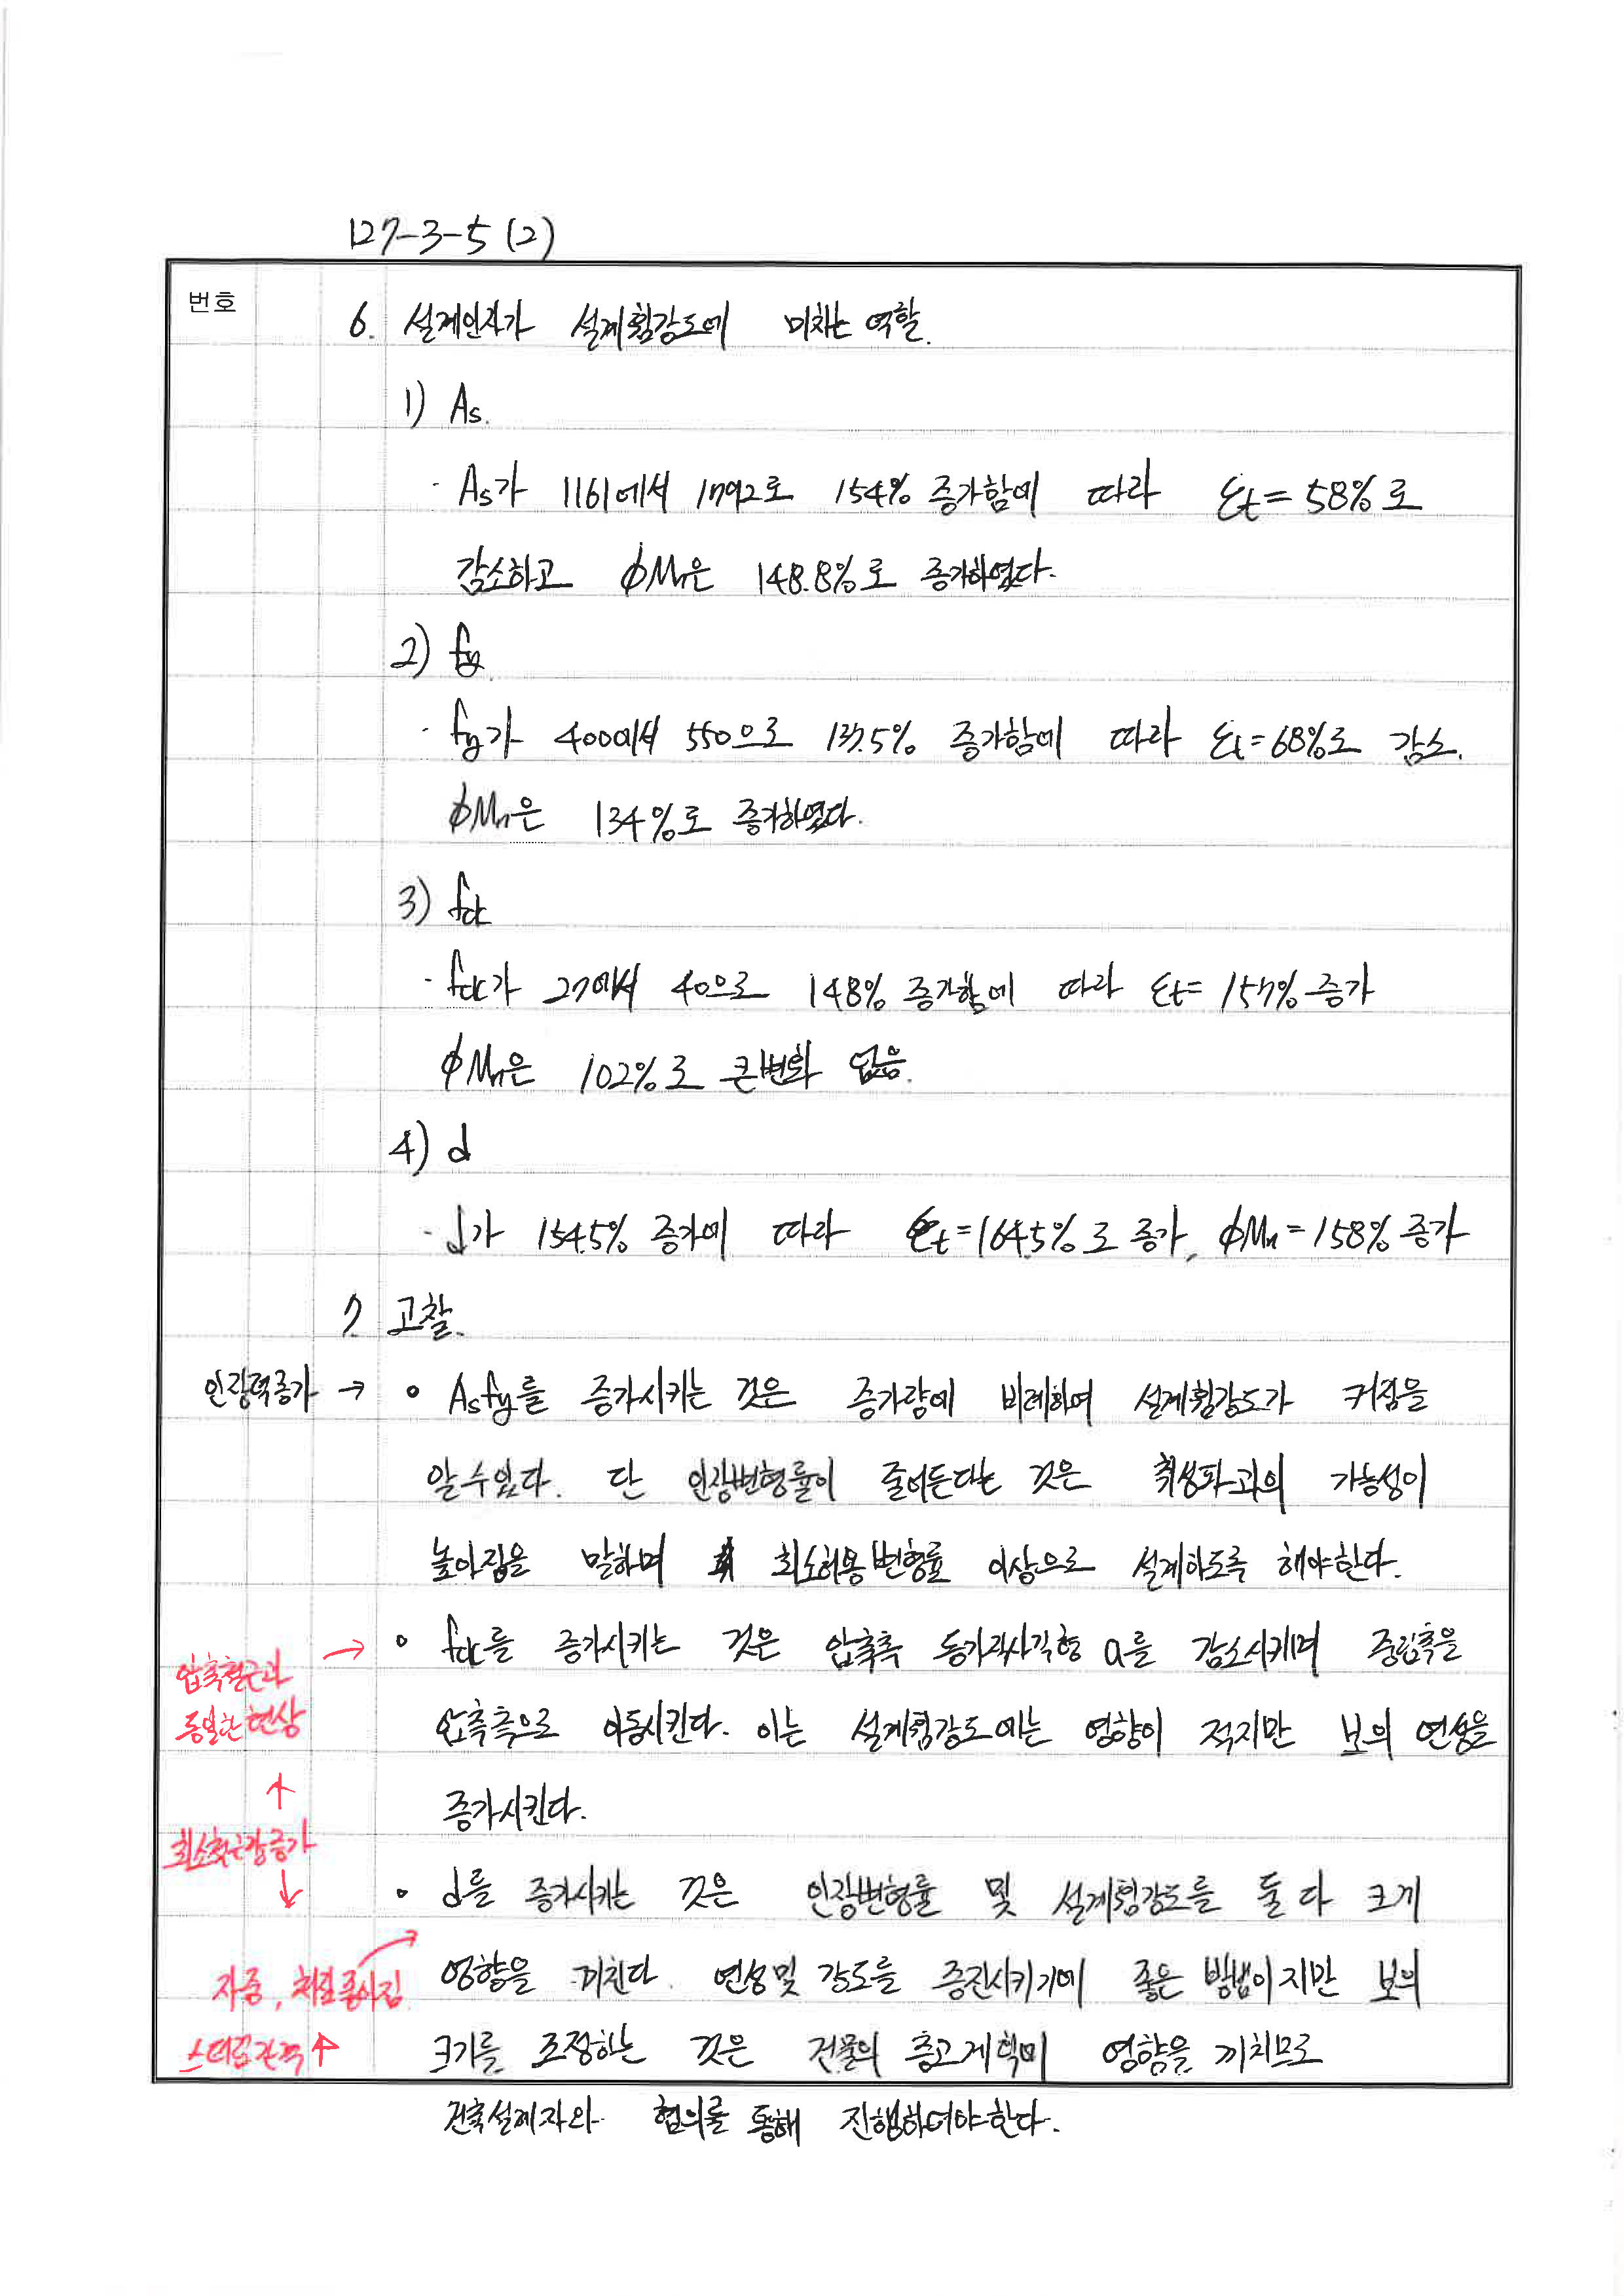 127-3-5 (2)
번호
6. 설계인자가 설계휨강도에 미치는 역할.
1) As.
· As가 1161에서 1792로 154% 증가함에 따라 εt = 58%로
감소하고 ϕMn은 148.8%로 증가하였다.
2) fy.
· fy가 400에서 550으로 137.5% 증가함에 따라 εt = 68%로 감소.
ϕMn은 134%로 증가하였다.
3) fck
· fck가 27에서 40으로 148% 증가함에 따라 εt = 157% 증가
ϕMn은 102%로 큰변화 없음.
4) d
· d가 154.5% 증가에 따라 εt = 164.5%로 증가, ϕMn = 158% 증가
7. 고찰.
인장력증가 → ∘ Asfy를 증가시키는 것은 증가량에 비례하여 설계휨강도가 커짐을
알수있다. 단 인장변형률이 줄어든다는 것은 취성파괴의 가능성이
높아짐을 말하며 최소허용변형률 이상으로 설계하도록 해야한다.
압축철근과 동일한 현상 → ∘ fck를 증가시키는 것은 압축측 등가직사각형 a를 감소시키며 중립축을
압축측으로 이동시킨다. 이는 설계휨강도에는 영향이 적지만 보의 연성을
↑
증가시킨다.
최소철근량증가
↓
∘ d를 증가시키는 것은 인장변형률 및 설계휨강도를 둘 다 크게
자중, 처짐줄어짐 영향을 끼친다. 연성및 강도를 증진시키기에 좋은 방법이지만 보의
스터럽간격↑ 크기를 조정하는 것은 건물의 층고계획에 영향을 끼치므로
건축설계자와 협의를 통해 진행하여야한다.